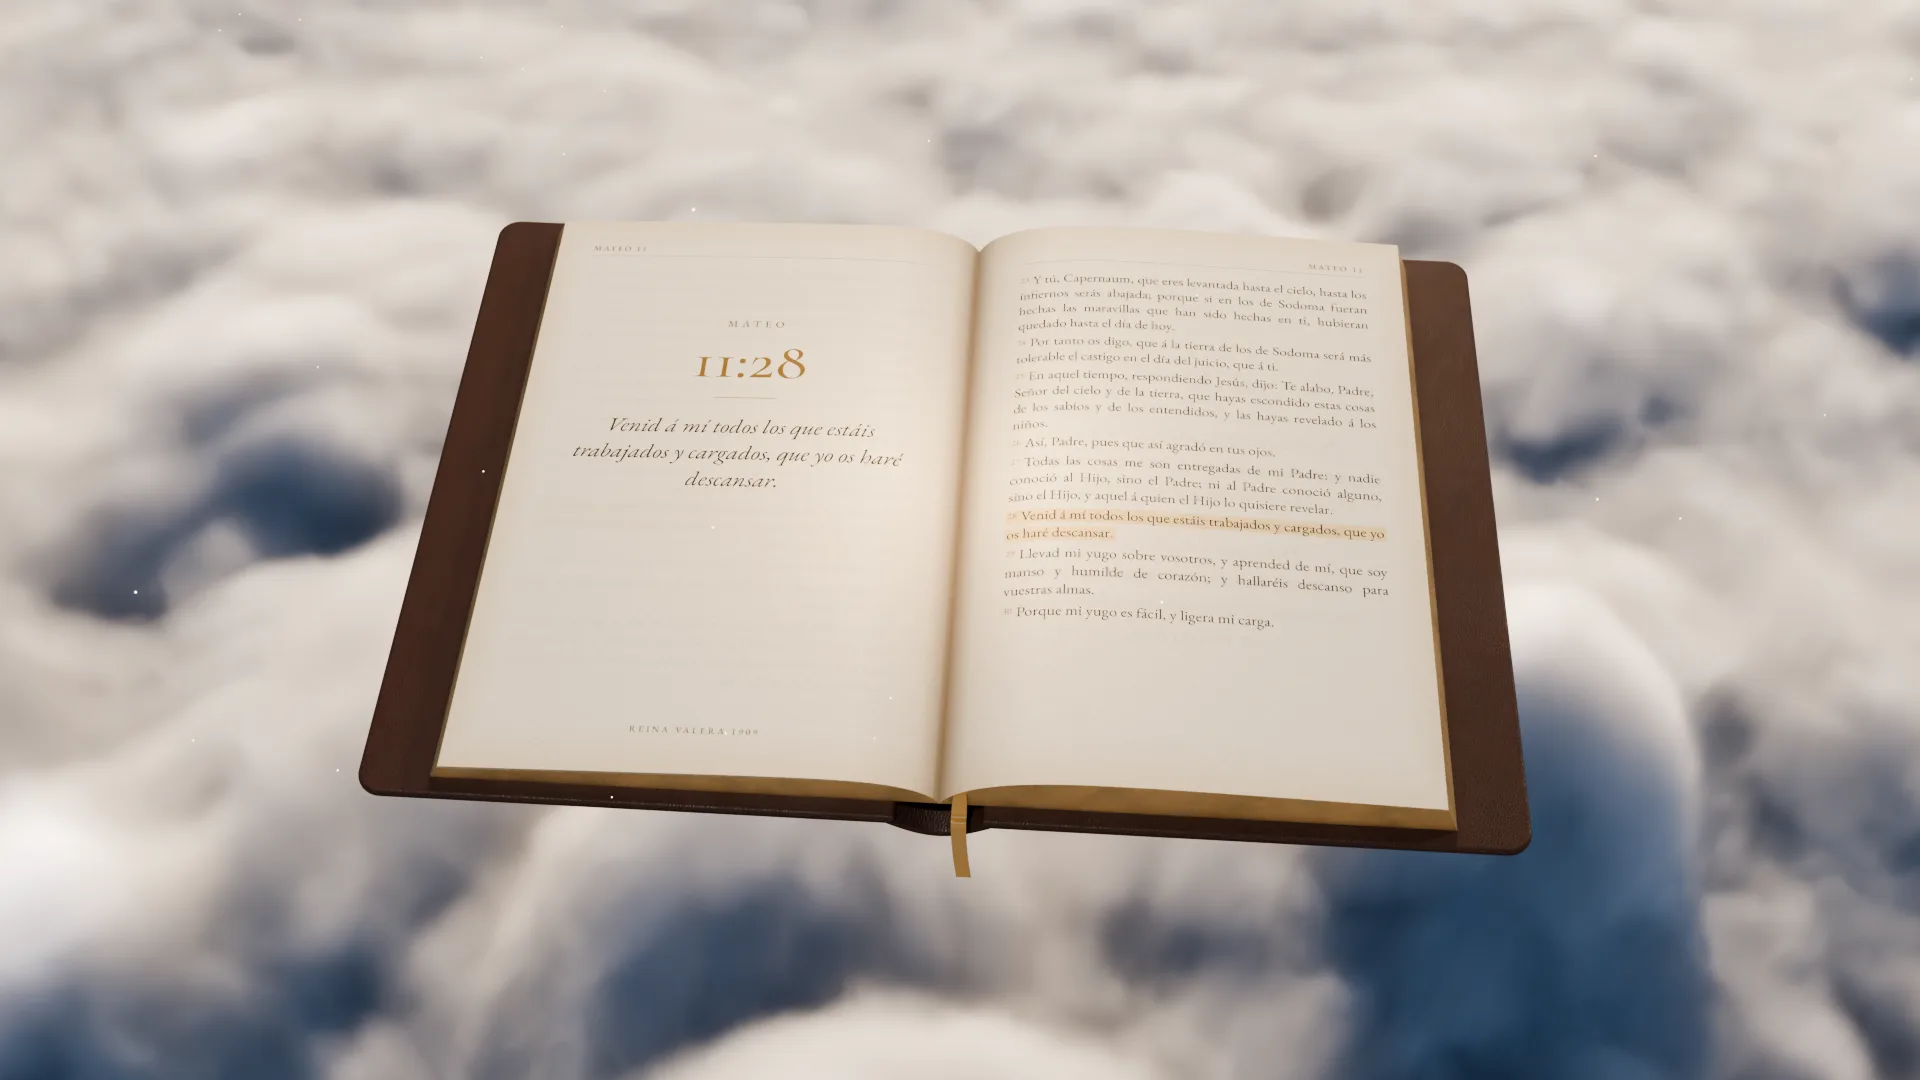 MATEO 11
MATEO
11:28
Venid á mí todos los que estáis
trabajados y cargados, que yo os haré
descansar.
REINA VALERA 1909
MATEO 11
23 Y tú, Capernaum, que eres levantada hasta el cielo, hasta los
infiernos serás abajada; porque si en los de Sodoma fueran
hechas las maravillas que han sido hechas en ti, hubieran
quedado hasta el día de hoy.
24 Por tanto os digo, que á la tierra de los de Sodoma será más
tolerable el castigo en el día del juicio, que á ti.
25 En aquel tiempo, respondiendo Jesús, dijo: Te alabo, Padre,
Señor del cielo y de la tierra, que hayas escondido estas cosas
de los sabios y de los entendidos, y las hayas revelado á los
niños.
26 Así, Padre, pues que así agradó en tus ojos.
27 Todas las cosas me son entregadas de mi Padre: y nadie
conoció al Hijo, sino el Padre; ni al Padre conoció alguno,
sino el Hijo, y aquel á quien el Hijo lo quisiere revelar.
28 Venid á mí todos los que estáis trabajados y cargados, que yo
os haré descansar.
29 Llevad mi yugo sobre vosotros, y aprended de mí, que soy
manso y humilde de corazón; y hallaréis descanso para
vuestras almas.
30 Porque mi yugo es fácil, y ligera mi carga.